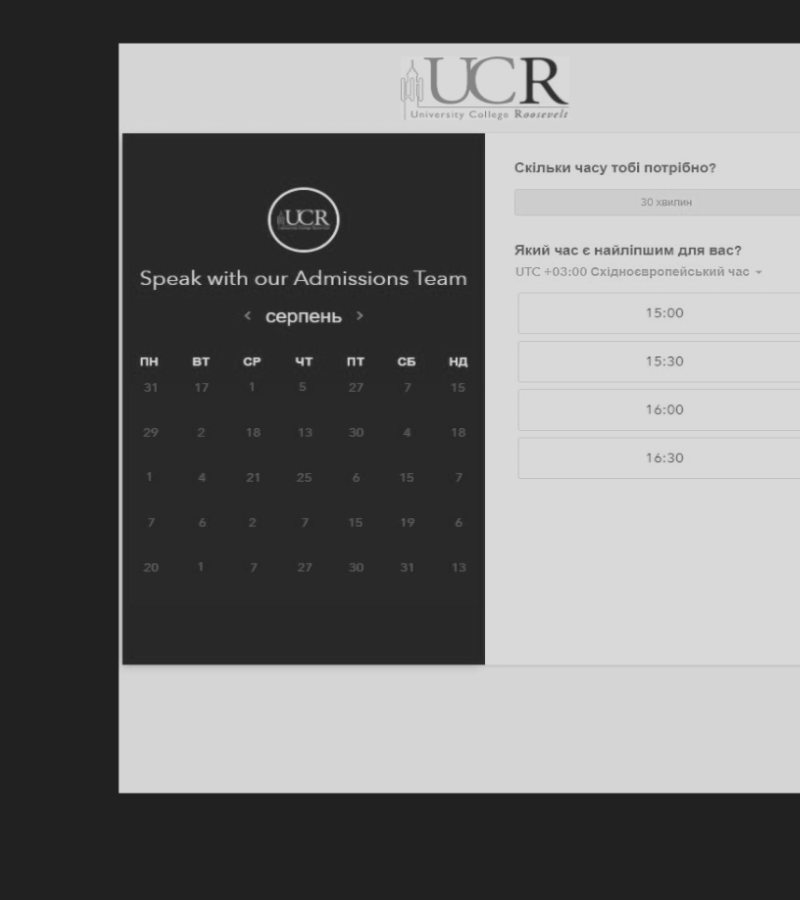 UCR
University College Roosevelt
UCR
Speak with our Admissions Team
< серпень >
ПН ВТ СР ЧТ ПТ СБ НД
31 17 1 5 27 7 15
29 2 18 13 30 4 18
1 4 21 25 6 15 7
7 6 2 7 15 19 6
20 1 7 27 30 31 13
Скільки часу тобі потрібно?
30 хвилин
Який час є найліпшим для вас?
UTC +03:00 Східноєвропейський час
15:00
15:30
16:00
16:30